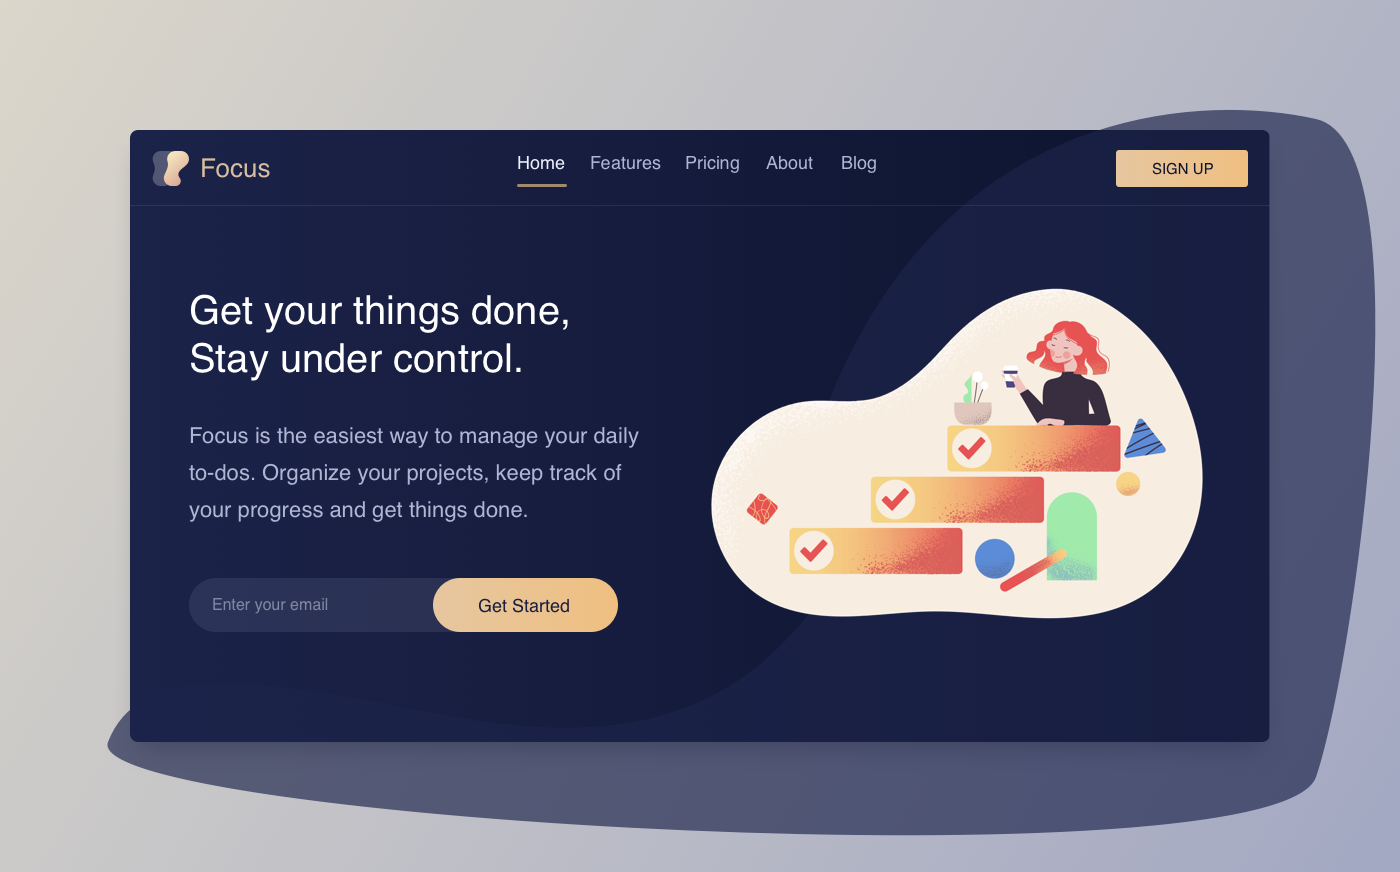 Focus
Home Features Pricing About Blog
SIGN UP
Get your things done,
Stay under control.
Focus is the easiest way to manage your daily
to-dos. Organize your projects, keep track of
your progress and get things done.
Enter your email
Get Started